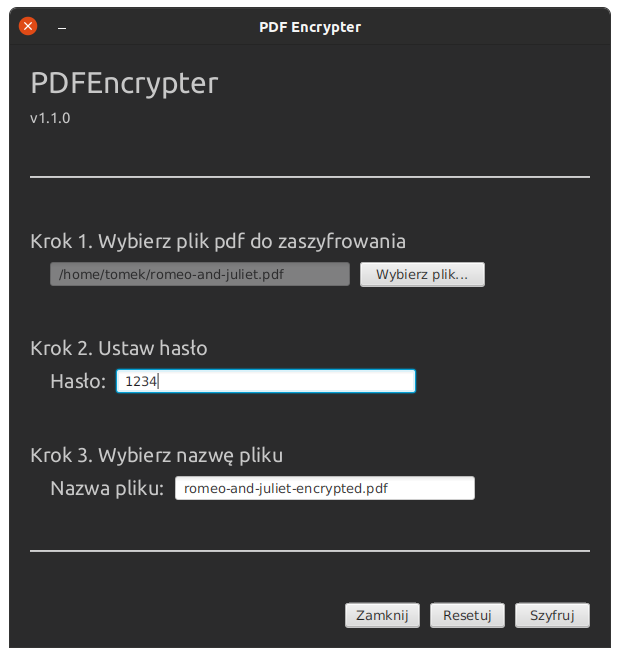 PDF Encrypter
PDFEncrypter
v1.1.0
Krok 1. Wybierz plik pdf do zaszyfrowania
/home/tomek/romeo-and-juliet.pdf Wybierz plik...
Krok 2. Ustaw hasło
Hasło: 1234
Krok 3. Wybierz nazwę pliku
Nazwa pliku: romeo-and-juliet-encrypted.pdf
Zamknij Resetuj Szyfruj